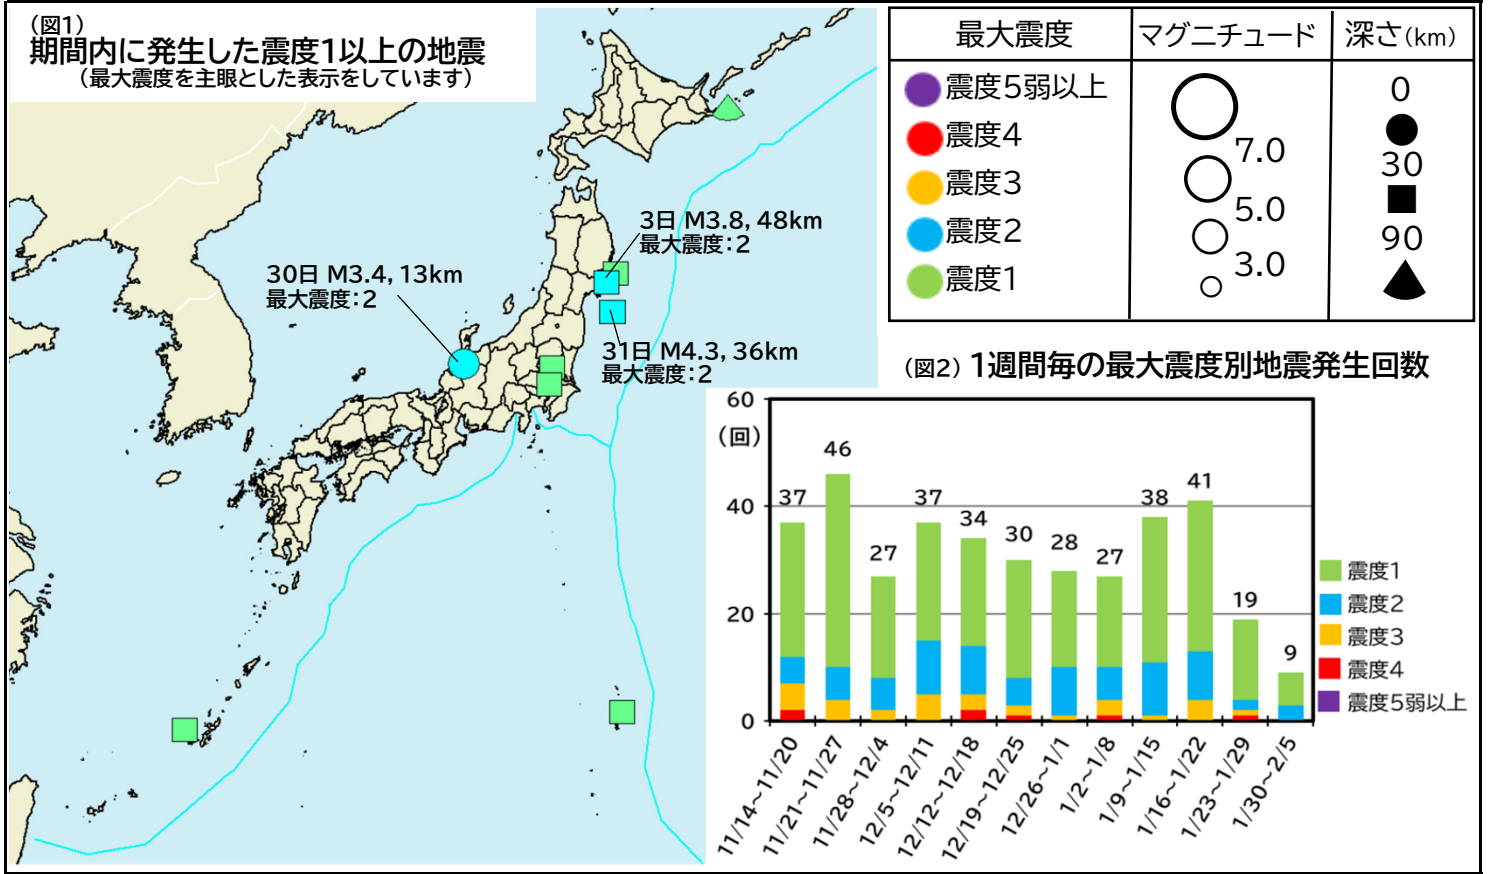 (図1)
期間内に発生した震度1以上の地震
(最大震度を主眼とした表示をしています)
3日 M3.8, 48km
最大震度:2
30日 M3.4, 13km
最大震度:2
31日 M4.3, 36km
最大震度:2
最大震度 マグニチュード 深さ(km)
震度5弱以上
震度4
震度3
震度2
震度1
7.0
5.0
3.0
0
30
90
(図2) 1週間毎の最大震度別地震発生回数
60
(回)
40
20
0
37
46
27
37
34
30
28
27
38
41
19
9
11/14~11/20
11/21~11/27
11/28~12/4
12/5~12/11
12/12~12/18
12/19~12/25
12/26~1/1
1/2~1/8
1/9~1/15
1/16~1/22
1/23~1/29
1/30~2/5
震度1
震度2
震度3
震度4
震度5弱以上